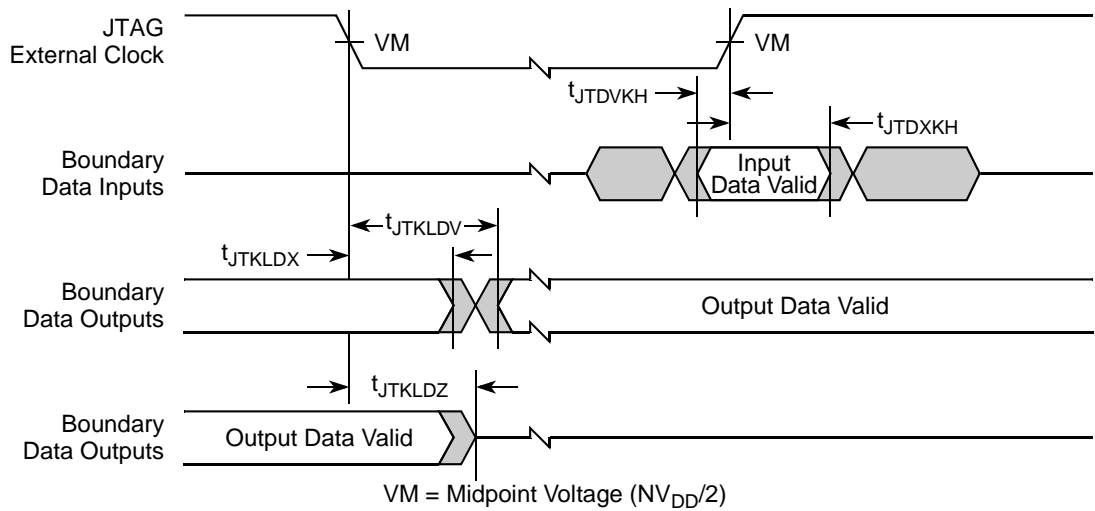 JTAG
External Clock
VM
VM
tJTDVKH
tJTDXKH
Boundary
Data Inputs
Input
Data Valid
tJTKLDV
tJTKLDX
Boundary
Data Outputs
Output Data Valid
tJTKLDZ
Boundary
Data Outputs
Output Data Valid
VM = Midpoint Voltage (NVDD/2)